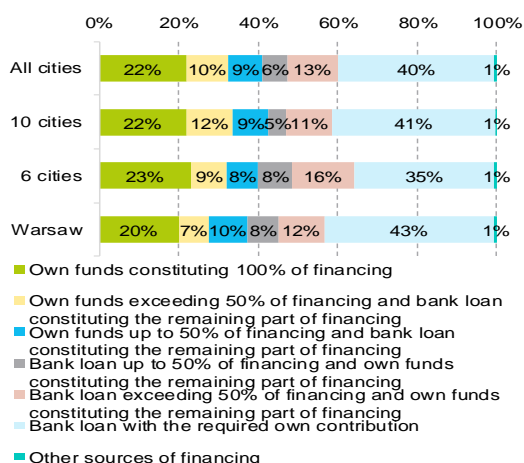 0% 20% 40% 60% 80% 100%
All cities 22% 10% 9% 6% 13% 40% 1%
10 cities 22% 12% 9% 5% 11% 41% 1%
6 cities 23% 9% 8% 8% 16% 35% 1%
Warsaw 20% 7% 10% 8% 12% 43% 1%
Own funds constituting 100% of financing
Own funds exceeding 50% of financing and bank loan
constituting the remaining part of financing
Own funds up to 50% of financing and bank loan
constituting the remaining part of financing
Bank loan up to 50% of financing and own funds
constituting the remaining part of financing
Bank loan exceeding 50% of financing and own funds
constituting the remaining part of financing
Bank loan with the required own contribution
Other sources of financing